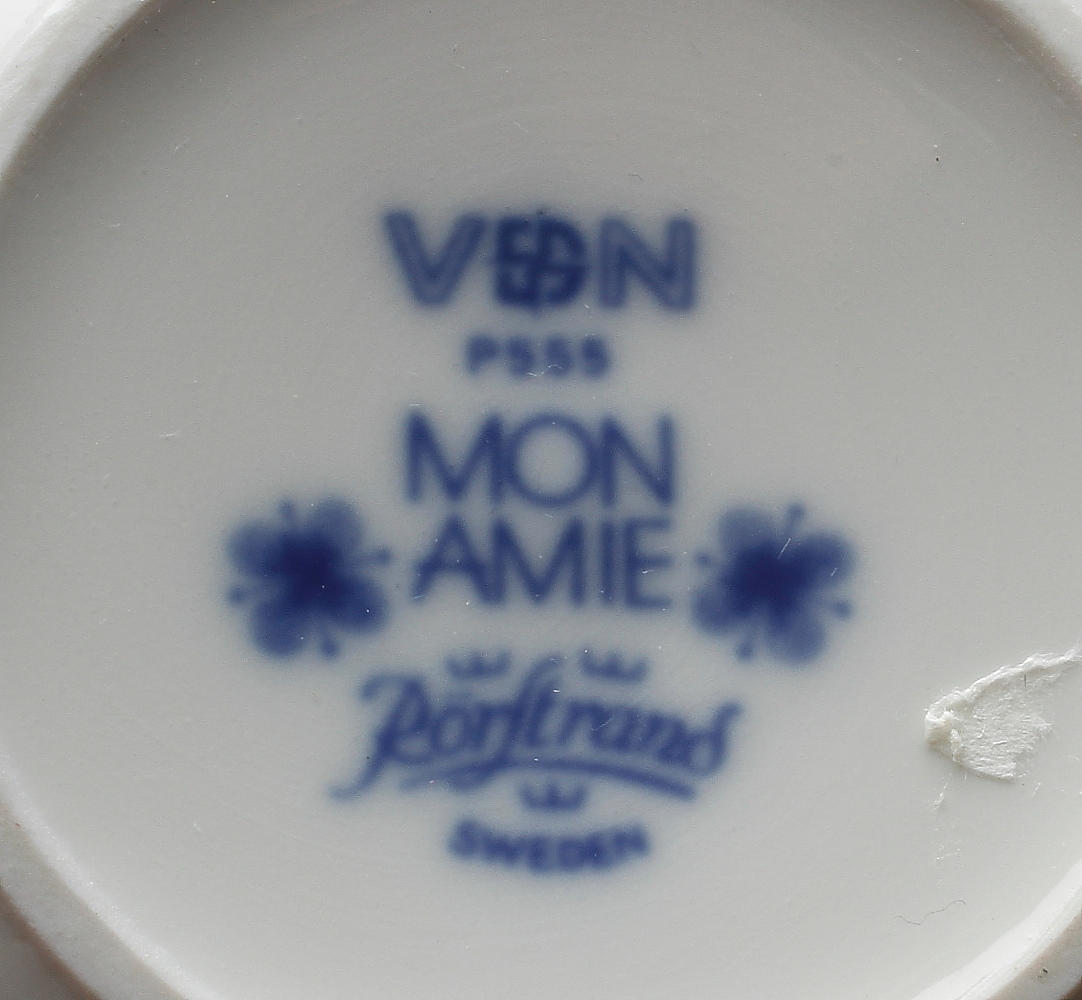 VDN
P555
MON
AMIE
Rörstrand
SWEDEN